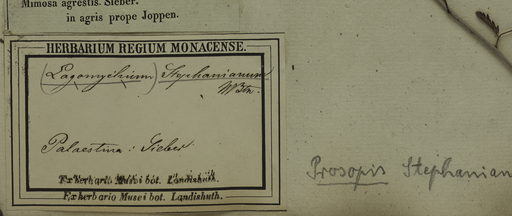 Mimosa agrestis. Sieber.
in agris prope Joppen.
HERBARIUM REGIUM MONACENSE.
(Lagonychium) Stephanianum
MBtn.
Palaestina: Sieber.
Ex herbario Musei bot. Landishuth.
Ex herbario Musei bot. Landishuth.
Prosopis Stephanian